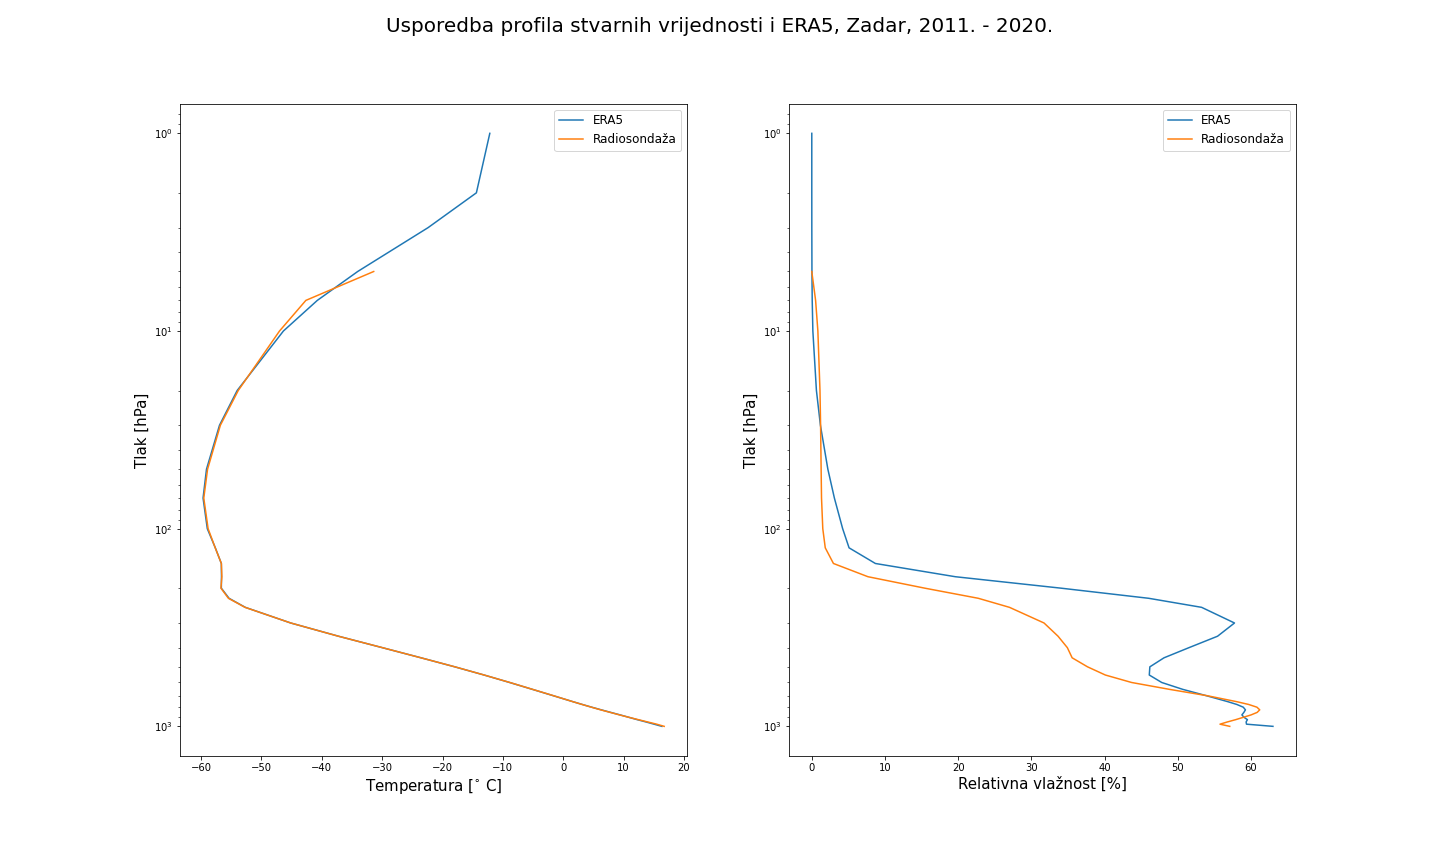 Usporedba profila stvarnih vrijednosti i ERA5, Zadar, 2011. - 2020.
ERA5
Radiosondaža
10⁰
10¹
10²
10³
Tlak [hPa]
−60 −50 −40 −30 −20 −10 0 10 20
Temperatura [° C]
ERA5
Radiosondaža
10⁰
10¹
10²
10³
Tlak [hPa]
0 10 20 30 40 50 60
Relativna vlažnost [%]